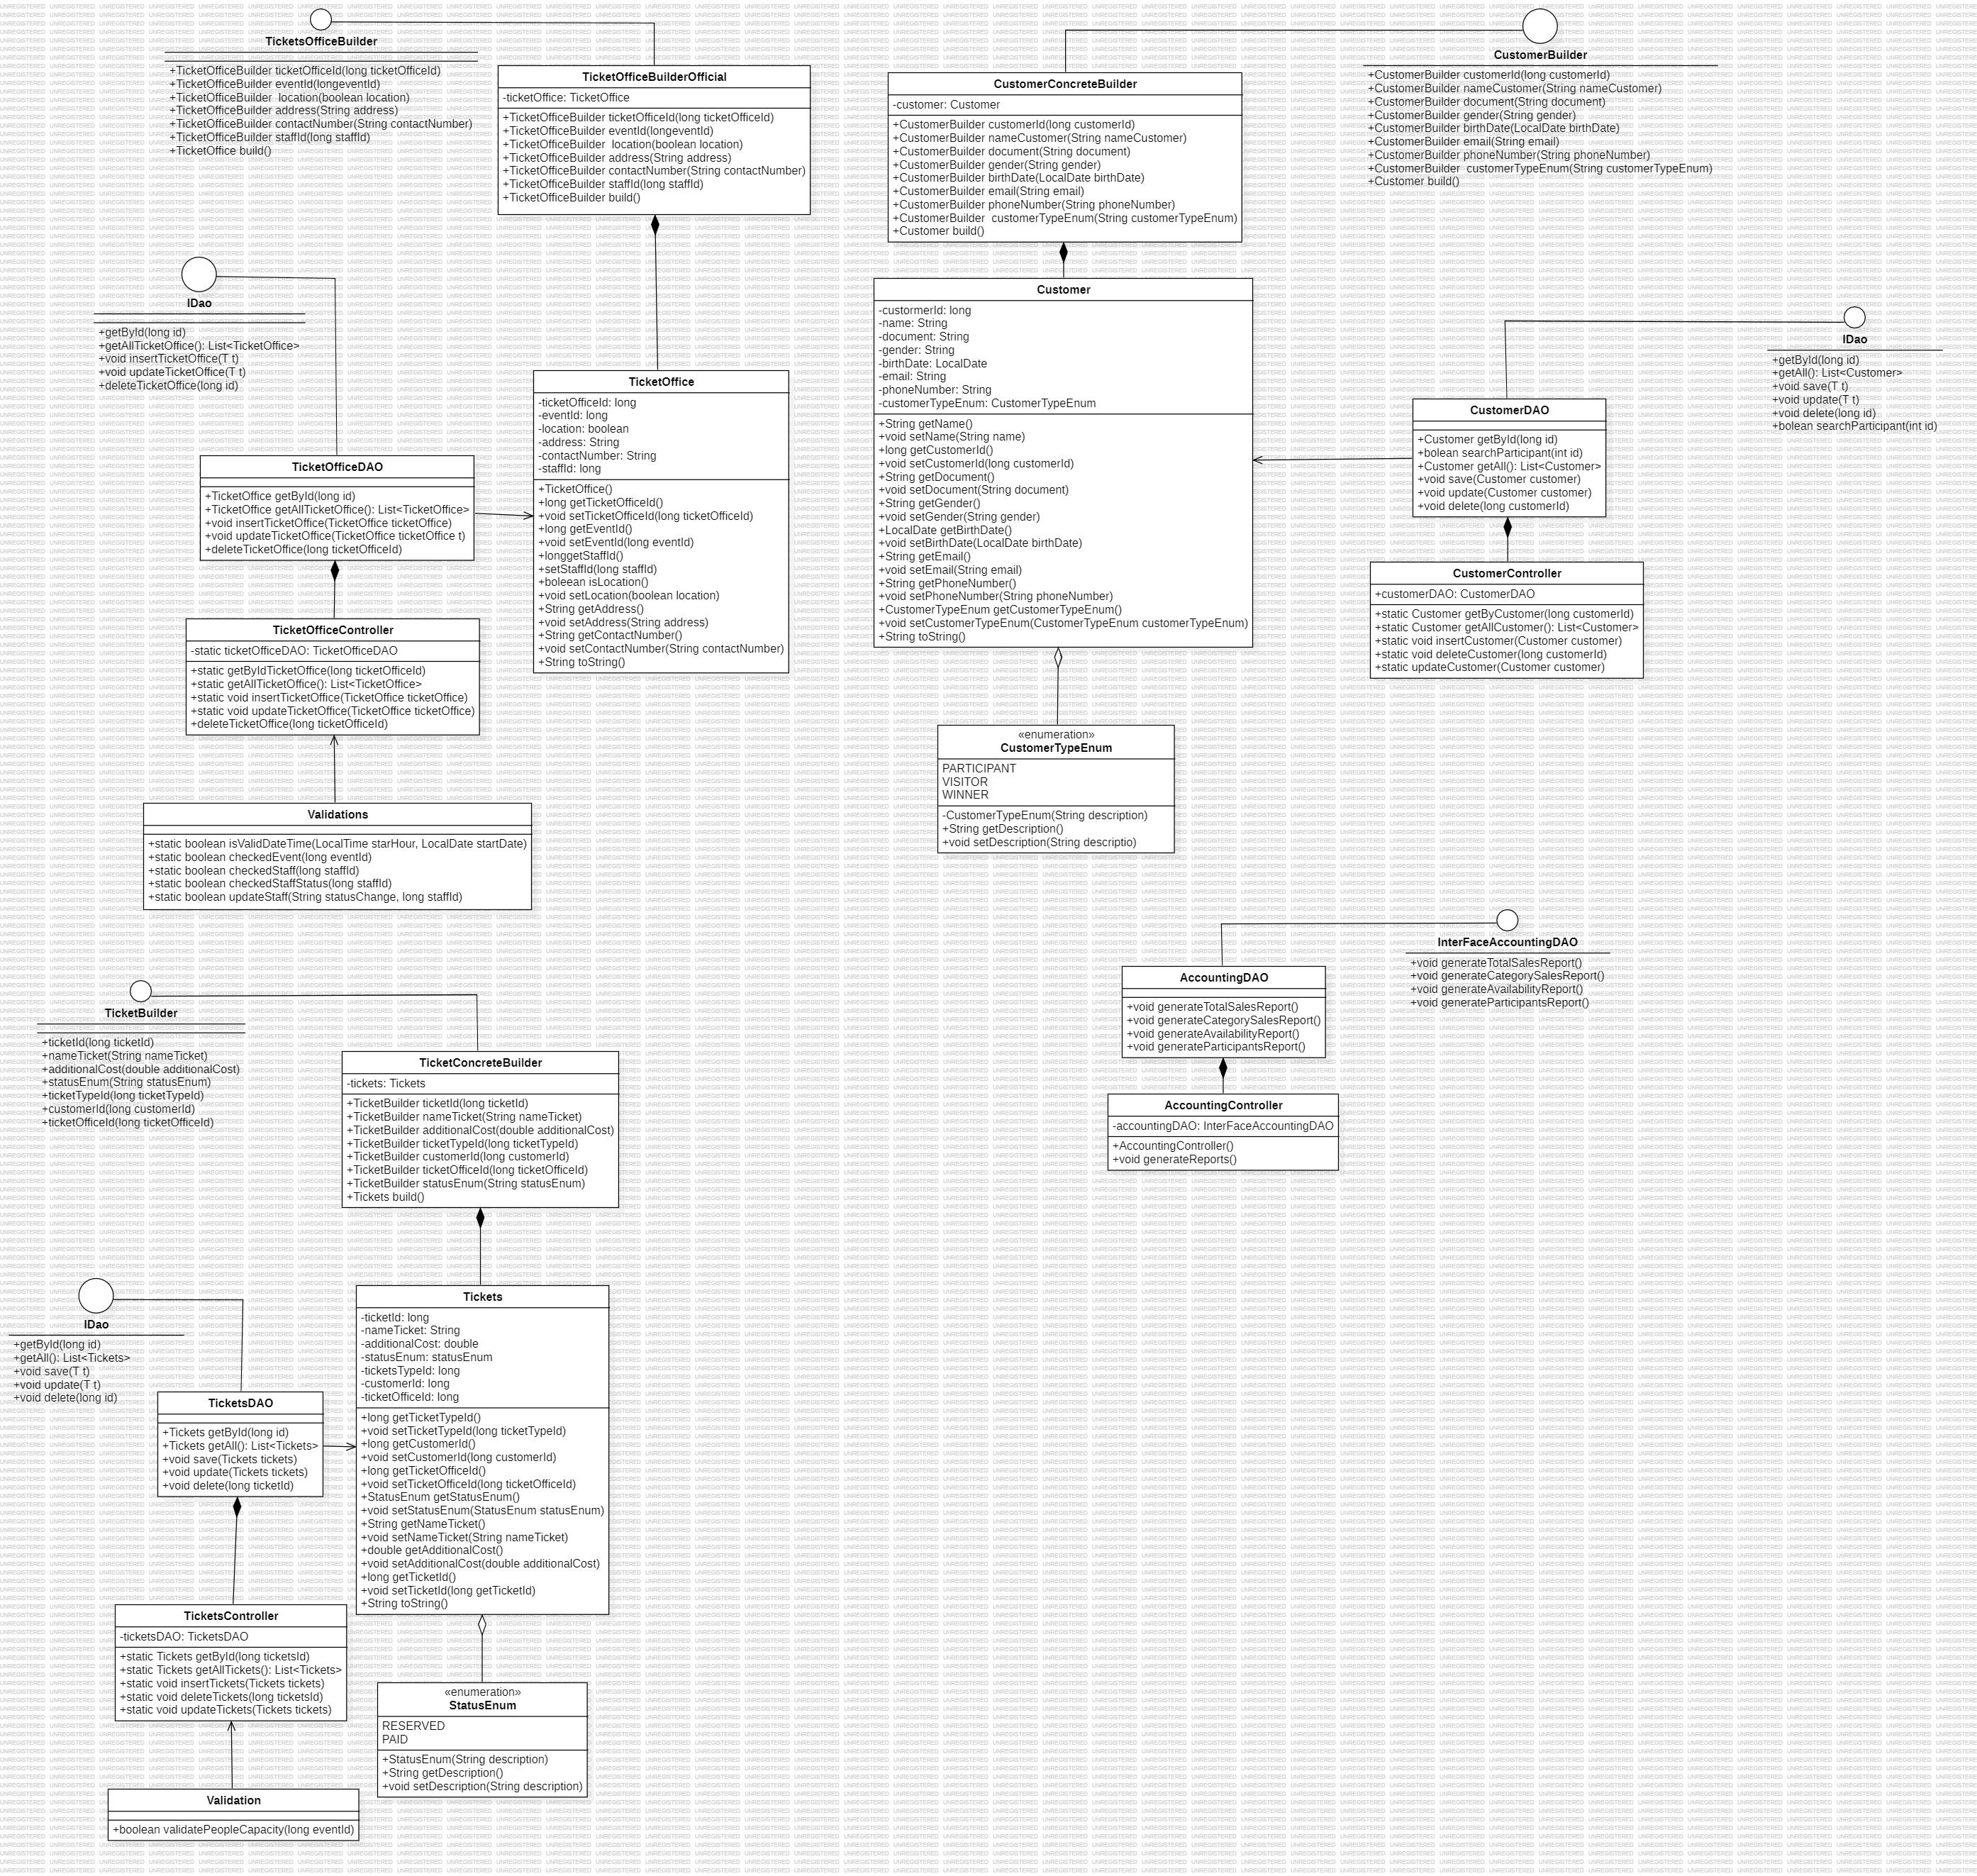 TicketsOfficeBuilder
+TicketOfficeBuilder ticketOfficeId(long ticketOfficeId)
+TicketOfficeBuilder eventId(longeventId)
+TicketOfficeBuilder  location(boolean location)
+TicketOfficeBuilder address(String address)
+TicketOfficeBuilder contactNumber(String contactNumber)
+TicketOfficeBuilder staffId(long staffId)
+TicketOffice build()
TicketOfficeBuilderOfficial
-ticketOffice: TicketOffice
+TicketOfficeBuilder ticketOfficeId(long ticketOfficeId)
+TicketOfficeBuilder eventId(longeventId)
+TicketOfficeBuilder  location(boolean location)
+TicketOfficeBuilder address(String address)
+TicketOfficeBuilder contactNumber(String contactNumber)
+TicketOfficeBuilder staffId(long staffId)
+TicketOfficeBuilder build()
CustomerConcreteBuilder
-customer: Customer
+CustomerBuilder customerId(long customerId)
+CustomerBuilder nameCustomer(String nameCustomer)
+CustomerBuilder document(String document)
+CustomerBuilder gender(String gender)
+CustomerBuilder birthDate(LocalDate birthDate)
+CustomerBuilder email(String email)
+CustomerBuilder phoneNumber(String phoneNumber)
+CustomerBuilder  customerTypeEnum(String customerTypeEnum)
+Customer build()
CustomerBuilder
+CustomerBuilder customerId(long customerId)
+CustomerBuilder nameCustomer(String nameCustomer)
+CustomerBuilder document(String document)
+CustomerBuilder gender(String gender)
+CustomerBuilder birthDate(LocalDate birthDate)
+CustomerBuilder email(String email)
+CustomerBuilder phoneNumber(String phoneNumber)
+CustomerBuilder  customerTypeEnum(String customerTypeEnum)
+Customer build()
IDao
+getById(long id)
+getAllTicketOffice(): List<TicketOffice>
+void insertTicketOffice(T t)
+void updateTicketOffice(T t)
+deleteTicketOffice(long id)
TicketOfficeDAO
+TicketOffice getById(long id)
+TicketOffice getAllTicketOffice(): List<TicketOffice>
+void insertTicketOffice(TicketOffice ticketOffice)
+void updateTicketOffice(TicketOffice ticketOffice t)
+deleteTicketOffice(long ticketOfficeId)
TicketOffice
-ticketOfficeId: long
-eventId: long
-location: boolean
-address: String
-contactNumber: String
-staffId: long
+TicketOffice()
+long getTicketOfficeId()
+void setTicketOfficeId(long ticketOfficeId)
+long getEventId()
+void setEventId(long eventId)
+longgetStaffId()
+setStaffId(long staffId)
+boleean isLocation()
+void setLocation(boolean location)
+String getAddress()
+void setAddress(String address)
+String getContactNumber()
+void setContactNumber(String contactNumber)
+String toString()
TicketOfficeController
-static ticketOfficeDAO: TicketOfficeDAO
+static getByIdTicketOffice(long ticketOfficeId)
+static getAllTicketOffice(): List<TicketOffice>
+static void insertTicketOffice(TicketOffice ticketOffice)
+static void updateTicketOffice(TicketOffice ticketOffice)
+deleteTicketOffice(long ticketOfficeId)
Validations
+static boolean isValidDateTime(LocalTime starHour, LocalDate startDate)
+static boolean checkedEvent(long eventId)
+static boolean checkedStaff(long staffId)
+static boolean checkedStaffStatus(long staffId)
+static boolean updateStaff(String statusChange, long staffId)
Customer
-custormerId: long
-name: String
-document: String
-gender: String
-birthDate: LocalDate
-email: String
-phoneNumber: String
-customerTypeEnum: CustomerTypeEnum
+String getName()
+void setName(String name)
+long getCustomerId()
+void setCustomerId(long customerId)
+String getDocument()
+void setDocument(String document)
+String getGender()
+void setGender(String gender)
+LocalDate getBirthDate()
+void setBirthDate(LocalDate birthDate)
+String getEmail()
+void setEmail(String email)
+String getPhoneNumber()
+void setPhoneNumber(String phoneNumber)
+CustomerTypeEnum getCustomerTypeEnum()
+void setCustomerTypeEnum(CustomerTypeEnum customerTypeEnum)
+String toString()
«enumeration»
CustomerTypeEnum
PARTICIPANT
VISITOR
WINNER
-CustomerTypeEnum(String description)
+String getDescription()
+void setDescription(String descriptio)
IDao
+getById(long id)
+getAll(): List<Customer>
+void save(T t)
+void update(T t)
+void delete(long id)
+bolean searchParticipant(int id)
CustomerDAO
+Customer getById(long id)
+bolean searchParticipant(int id)
+Customer getAll(): List<Customer>
+void save(Customer customer)
+void update(Customer customer)
+void delete(long customerId)
CustomerController
+customerDAO: CustomerDAO
+static Customer getByCustomer(long customerId)
+static Customer getAllCustomer(): List<Customer>
+static void insertCustomer(Customer customer)
+static void deleteCustomer(long customerId)
+static updateCustomer(Customer customer)
InterFaceAccountingDAO
+void generateTotalSalesReport()
+void generateCategorySalesReport()
+void generateAvailabilityReport()
+void generateParticipantsReport()
AccountingDAO
+void generateTotalSalesReport()
+void generateCategorySalesReport()
+void generateAvailabilityReport()
+void generateParticipantsReport()
AccountingController
-accountingDAO: InterFaceAccountingDAO
+AccountingController()
+void generateReports()
TicketBuilder
+ticketId(long ticketId)
+nameTicket(String nameTicket)
+additionalCost(double additionalCost)
+statusEnum(String statusEnum)
+ticketTypeId(long ticketTypeId)
+customerId(long customerId)
+ticketOfficeId(long ticketOfficeId)
TicketConcreteBuilder
-tickets: Tickets
+TicketBuilder ticketId(long ticketId)
+TicketBuilder nameTicket(String nameTicket)
+TicketBuilder additionalCost(double additionalCost)
+TicketBuilder ticketTypeId(long ticketTypeId)
+TicketBuilder customerId(long customerId)
+TicketBuilder ticketOfficeId(long ticketOfficeId)
+TicketBuilder statusEnum(String statusEnum)
+Tickets build()
IDao
+getById(long id)
+getAll(): List<Tickets>
+void save(T t)
+void update(T t)
+void delete(long id)
TicketsDAO
+Tickets getById(long id)
+Tickets getAll(): List<Tickets>
+void save(Tickets tickets)
+void update(Tickets tickets)
+void delete(long ticketId)
Tickets
-ticketId: long
-nameTicket: String
-additionalCost: double
-statusEnum: statusEnum
-ticketsTypeId: long
-customerId: long
-ticketOfficeId: long
+long getTicketTypeId()
+void setTicketTypeId(long ticketTypeId)
+long getCustomerId()
+void setCustomerId(long customerId)
+long getTicketOfficeId()
+void setTicketOfficeId(long ticketOfficeId)
+StatusEnum getStatusEnum()
+void setStatusEnum(StatusEnum statusEnum)
+String getNameTicket()
+void setNameTicket(String nameTicket)
+double getAdditionalCost()
+void setAdditionalCost(double additionalCost)
+long getTicketId()
+void setTicketId(long getTicketId)
+String toString()
TicketsController
-ticketsDAO: TicketsDAO
+static Tickets getById(long ticketsId)
+static Tickets getAllTickets(): List<Tickets>
+static void insertTickets(Tickets tickets)
+static void deleteTickets(long ticketsId)
+static void updateTickets(Tickets tickets)
«enumeration»
StatusEnum
RESERVED
PAID
+StatusEnum(String description)
+String getDescription()
+void setDescription(String description)
Validation
+boolean validatePeopleCapacity(long eventId)
UNREGISTERED